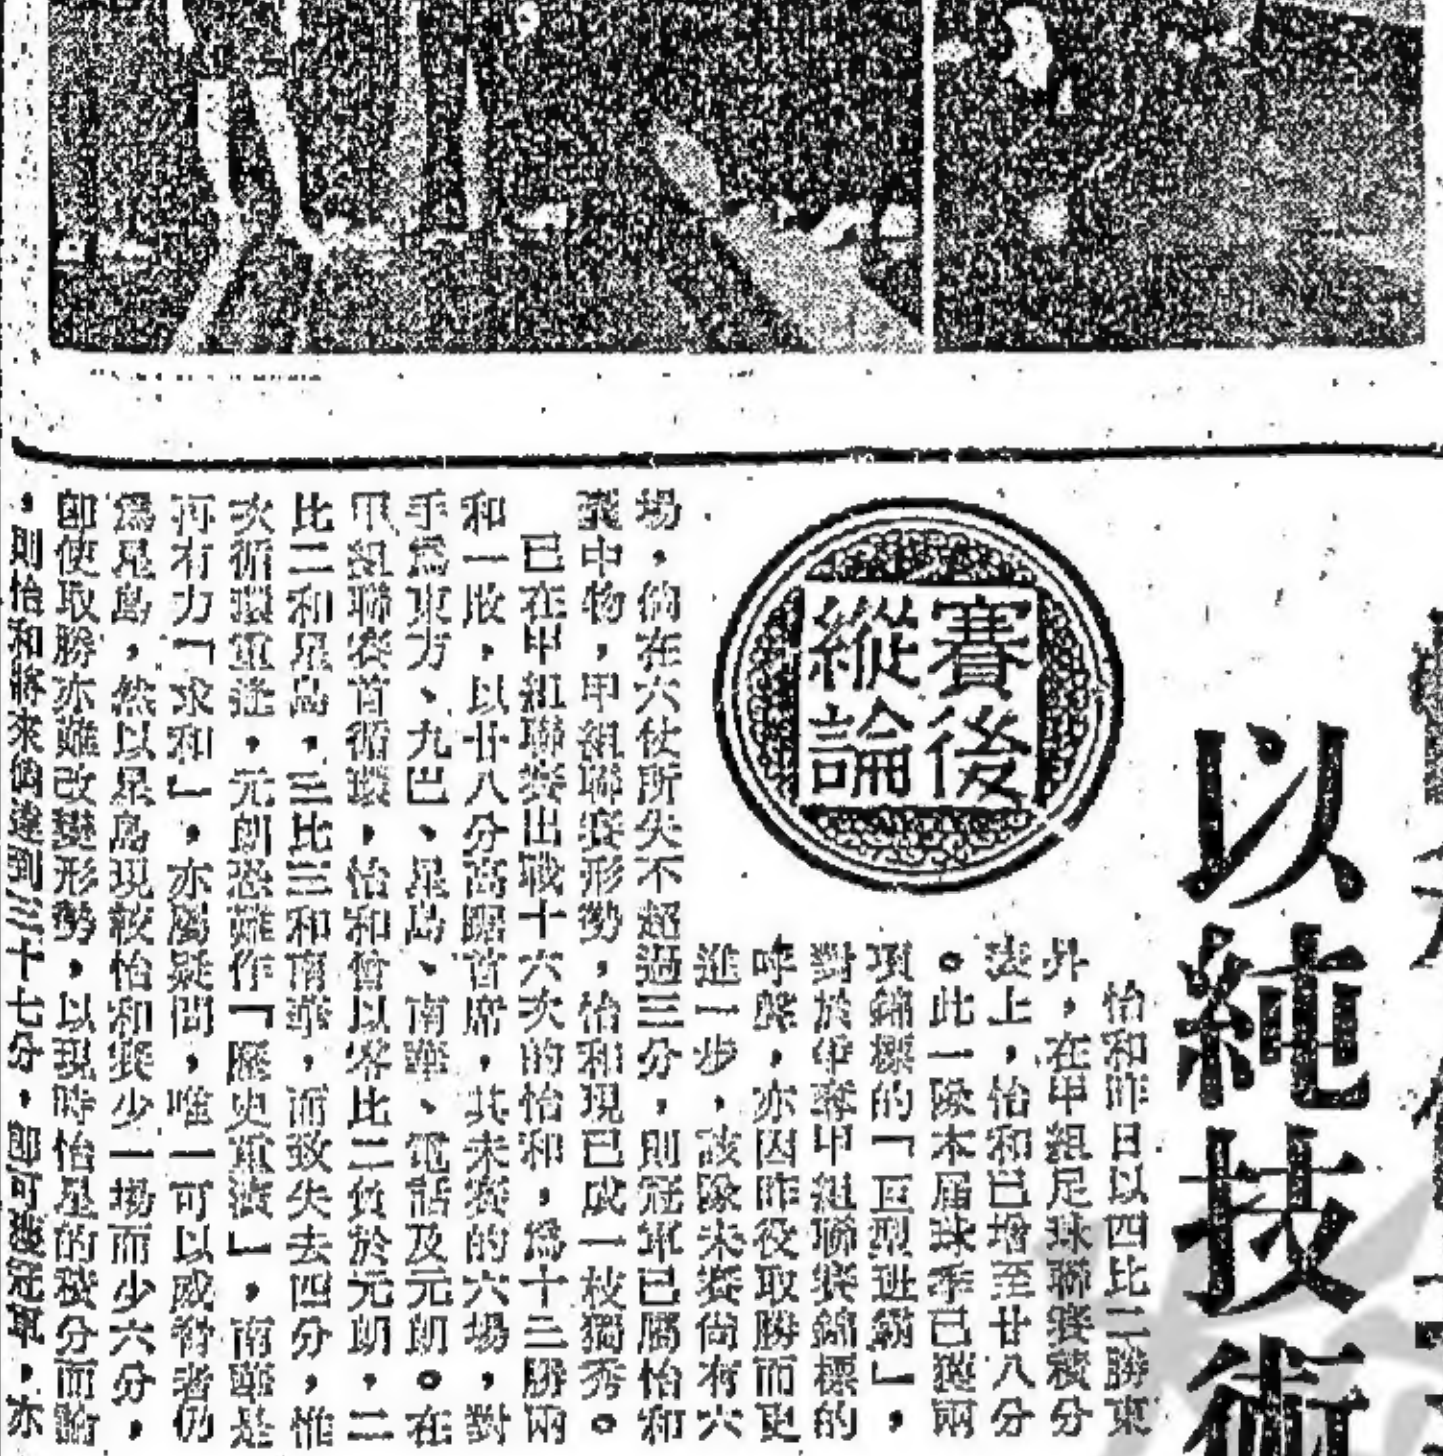 以純技術
賽後
縱論
怡和昨日以四比二勝東
昇，在甲組足球聯賽積分
表上，怡和已增至廿八分
。此一隊本屆球季已獲兩
項錦標的「巨型班霸」，
對於爭奪甲組聯賽錦標的
呼聲，亦因昨役取勝而更
進一步，該隊未賽尚有六
場，倘在六仗所失不超過三分，則冠軍已屬怡和
囊中物，甲組聯賽形勢，怡和現已成一枝獨秀。
已在甲組聯賽出戰十六次的怡和，為十三勝兩
和一敗，以廿八分高踞首席，其未賽的六場，對
手為東方、九巴、星島、南華、電話及元朗。在
甲組聯賽首循環，怡和曾以零比二負於元朗，二
比二和星島，三比三和南華，而致失去四分，惟
次循環重逢，元朗恐難作「歷史重演」，南華是
再有力「求和」，亦屬疑問，唯一可以威脅者仍
為星島，然以星島現較怡和賽少一場而少六分，
即使取勝亦難改變形勢，以現時怡星的積分而論
，則怡和將來倘達到三十七分，即可獲冠軍，亦